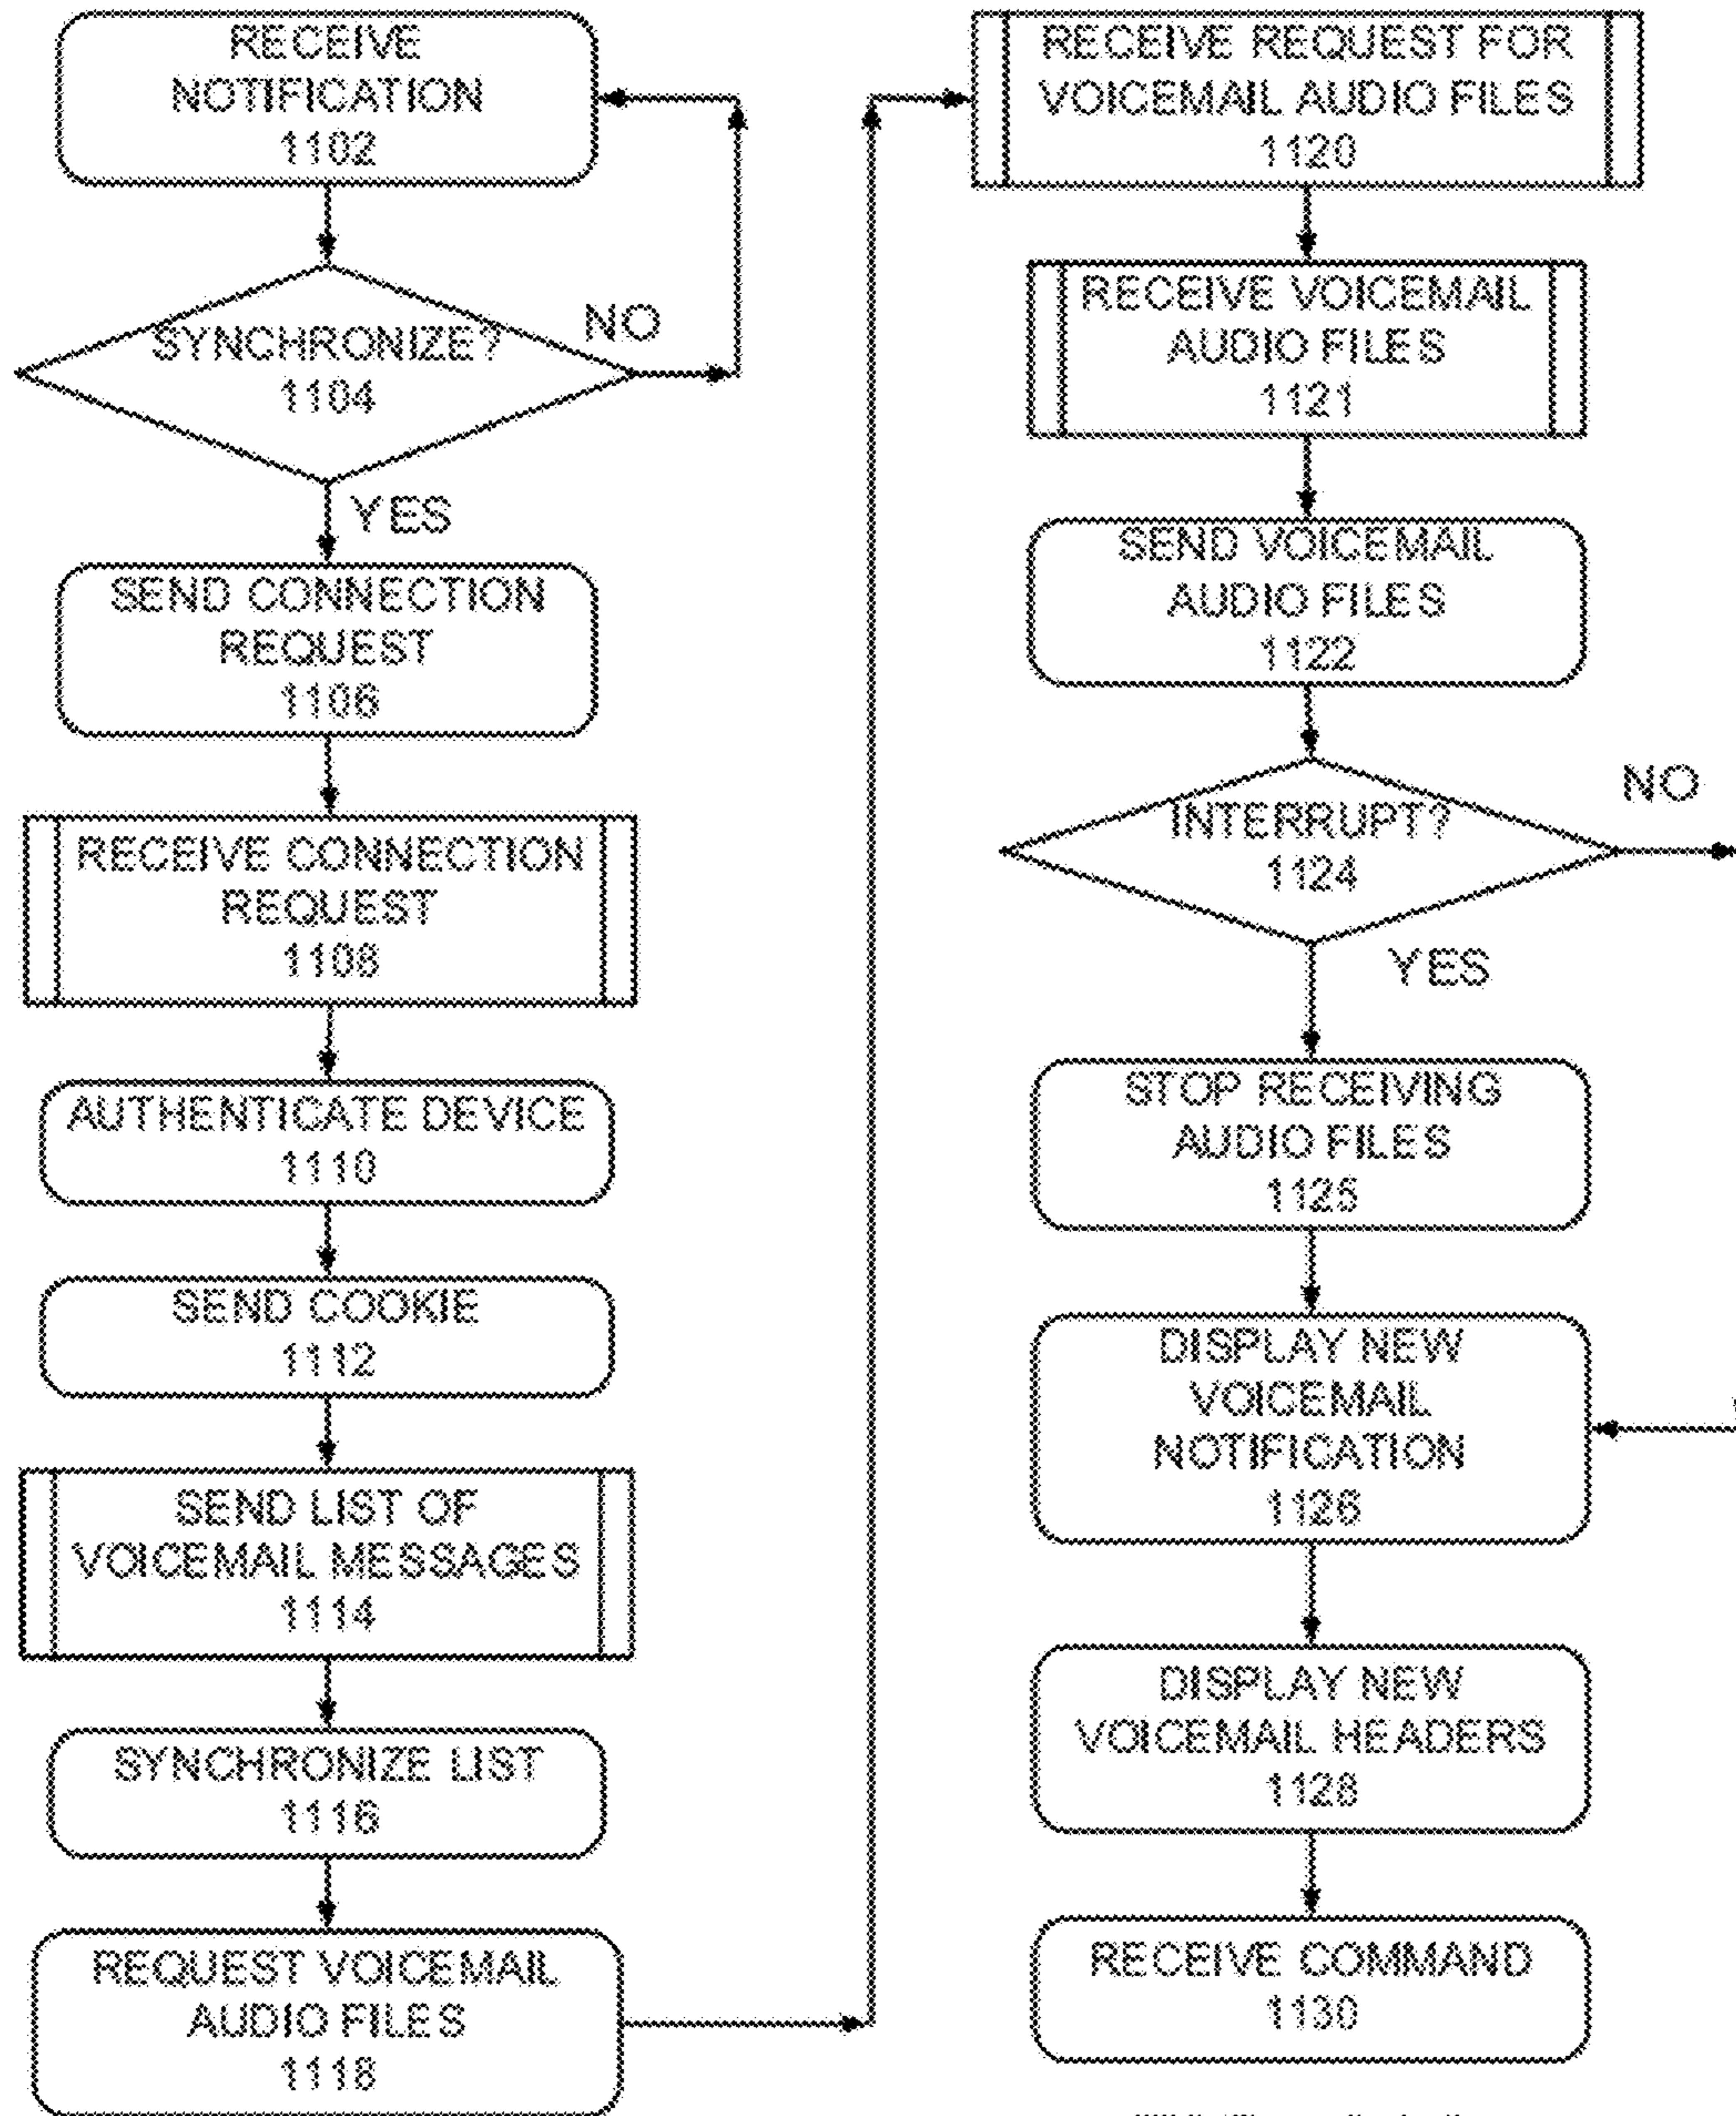 RECEIVE
NOTIFICATION
1102
SYNCHRONIZE?
1104
NO
YES
SEND CONNECTION
REQUEST
1106
RECEIVE CONNECTION
REQUEST
1108
AUTHENTICATE DEVICE
1110
SEND COOKIE
1112
SEND LIST OF
VOICEMAIL MESSAGES
1114
SYNCHRONIZE LIST
1116
REQUEST VOICEMAIL
AUDIO FILES
1118
RECEIVE REQUEST FOR
VOICEMAIL AUDIO FILES
1120
RECEIVE VOICEMAIL
AUDIO FILES
1121
SEND VOICEMAIL
AUDIO FILES
1122
INTERRUPT?
1124
NO
YES
STOP RECEIVING
AUDIO FILES
1125
DISPLAY NEW
VOICEMAIL
NOTIFICATION
1126
DISPLAY NEW
VOICEMAIL HEADERS
1128
RECEIVE COMMAND
1130